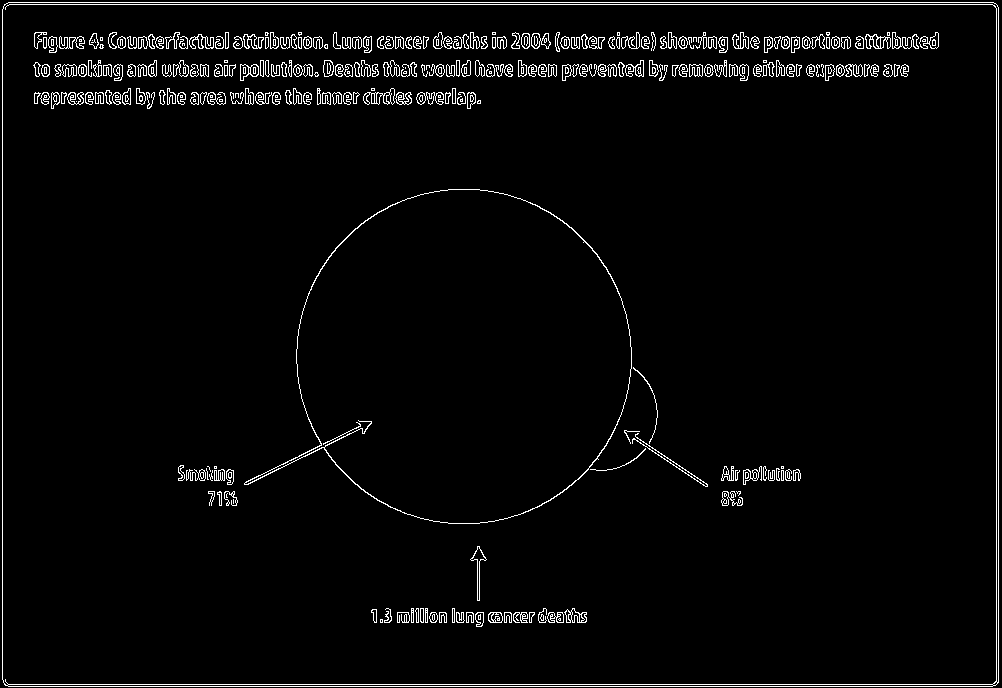 Figure 4: Counterfactual attribution. Lung cancer deaths in 2004 (outer circle) showing the proportion attributed
to smoking and urban air pollution. Deaths that would have been prevented by removing either exposure are
represented by the area where the inner circles overlap.
Smoking
71%
Air pollution
8%
1.3 million lung cancer deaths